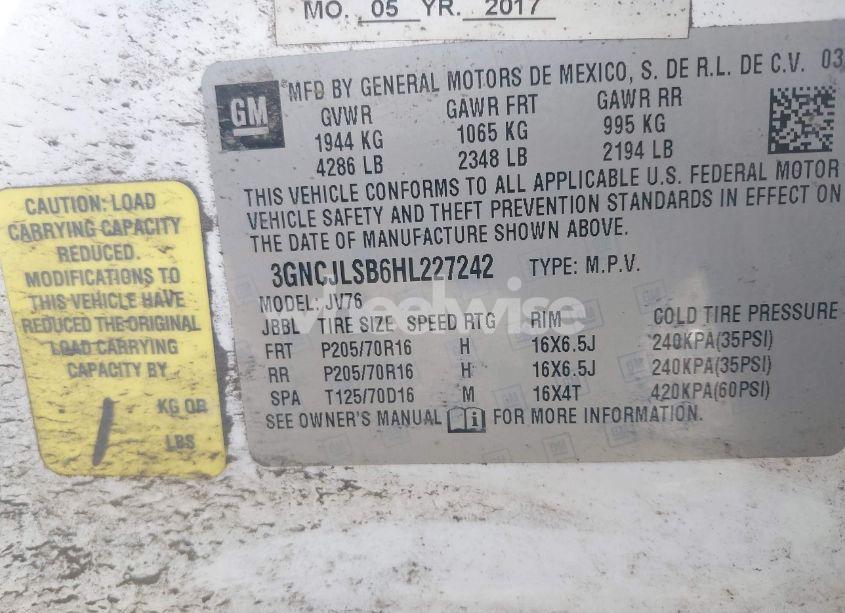 MO. 05 YR. 2017
GM
MFD BY GENERAL MOTORS DE MEXICO, S. DE R.L. DE C.V. 03
GVWR GAWR FRT GAWR RR
1944 KG 1065 KG 995 KG
4286 LB 2348 LB 2194 LB
THIS VEHICLE CONFORMS TO ALL APPLICABLE U.S. FEDERAL MOTOR
VEHICLE SAFETY AND THEFT PREVENTION STANDARDS IN EFFECT ON
THE DATE OF MANUFACTURE SHOWN ABOVE.
3GNCJLSB6HL227242 TYPE: M.P.V.
MODEL: JV76
JBBL TIRE SIZE SPEED RTG RIM COLD TIRE PRESSURE
FRT P205/70R16 H 16X6.5J 240KPA(35PSI)
RR P205/70R16 H 16X6.5J 240KPA(35PSI)
SPA T125/70D16 M 16X4T 420KPA(60PSI)
SEE OWNER'S MANUAL FOR MORE INFORMATION.
CAUTION: LOAD
CARRYING CAPACITY
REDUCED.
MODIFICATIONS TO
THIS VEHICLE HAVE
REDUCED THE ORIGINAL
LOAD CARRYING
CAPACITY BY
1 KG OR
LBS
wheelwise